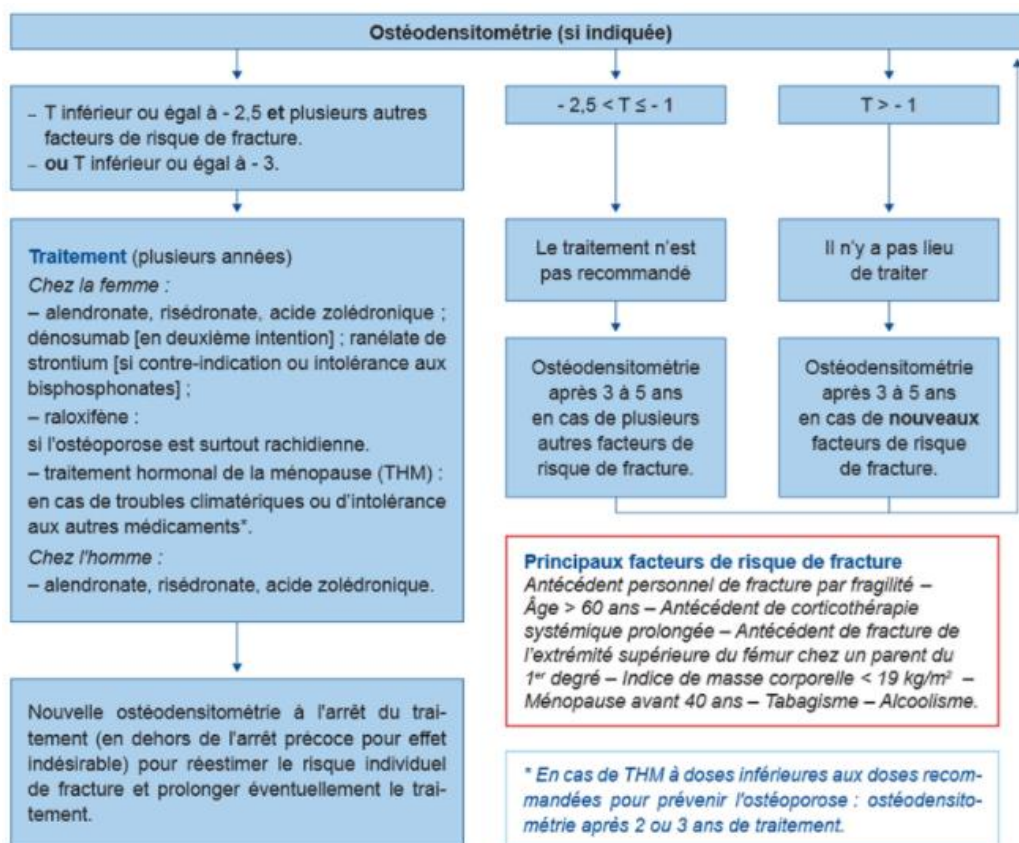 Ostéodensitométrie (si indiquée)
– T inférieur ou égal à - 2,5 et plusieurs autres
facteurs de risque de fracture.
– ou T inférieur ou égal à - 3.
- 2,5 < T ≤ - 1
T > - 1
Traitement (plusieurs années)
Chez la femme :
– alendronate, risédronate, acide zolédronique ;
dénosumab [en deuxième intention] ; ranélate de
strontium [si contre-indication ou intolérance aux
bisphosphonates] ;
– raloxifène :
si l'ostéoporose est surtout rachidienne.
– traitement hormonal de la ménopause (THM) :
en cas de troubles climatériques ou d'intolérance
aux autres médicaments*.
Chez l'homme :
– alendronate, risédronate, acide zolédronique.
Le traitement n'est
pas recommandé
Il n'y a pas lieu
de traiter
Ostéodensitométrie
après 3 à 5 ans
en cas de plusieurs
autres facteurs de
risque de fracture.
Ostéodensitométrie
après 3 à 5 ans
en cas de nouveaux
facteurs de risque
de fracture.
Principaux facteurs de risque de fracture
Antécédent personnel de fracture par fragilité –
Âge > 60 ans – Antécédent de corticothérapie
systémique prolongée – Antécédent de fracture de
l'extrémité supérieure du fémur chez un parent du
1er degré – Indice de masse corporelle < 19 kg/m² –
Ménopause avant 40 ans – Tabagisme – Alcoolisme.
Nouvelle ostéodensitométrie à l'arrêt du trai-
tement (en dehors de l'arrêt précoce pour effet
indésirable) pour réestimer le risque individuel
de fracture et prolonger éventuellement le trai-
tement.
* En cas de THM à doses inférieures aux doses recom-
mandées pour prévenir l'ostéoporose : ostéodensito-
métrie après 2 ou 3 ans de traitement.